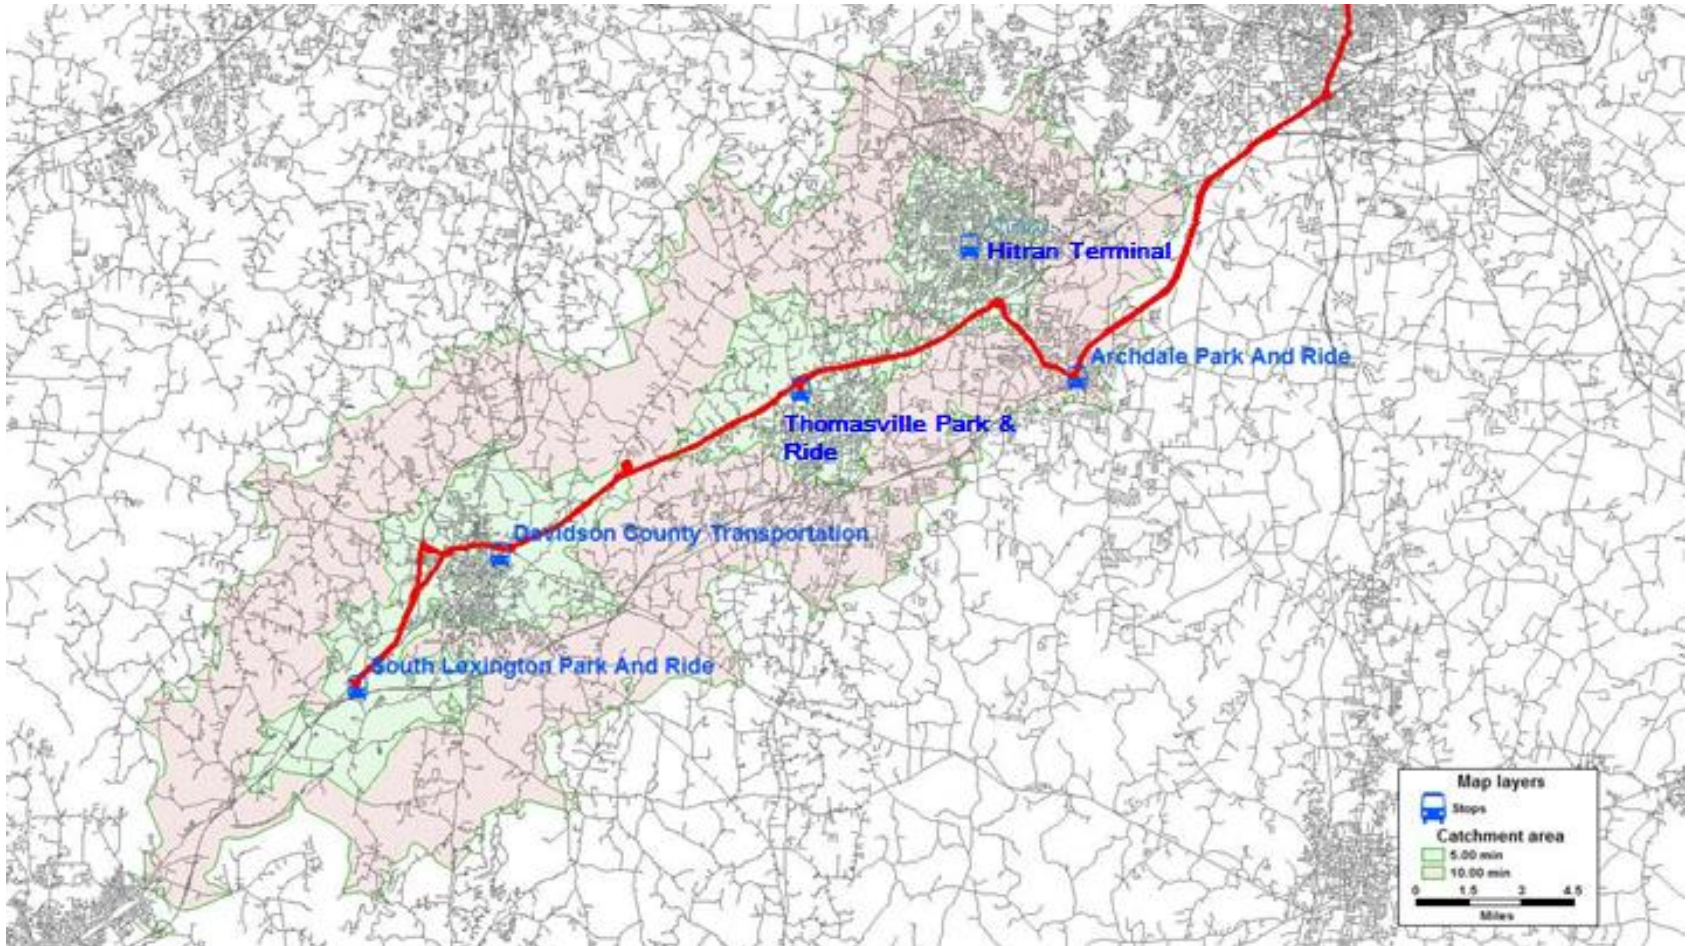 Hitran Terminal
Archdale Park And Ride
Thomasville Park &
Ride
Davidson County Transportation
South Lexington Park And Ride
Map layers
Stops
Catchment area
5.00 min
10.00 min
0 1.5 3 4.5
Miles